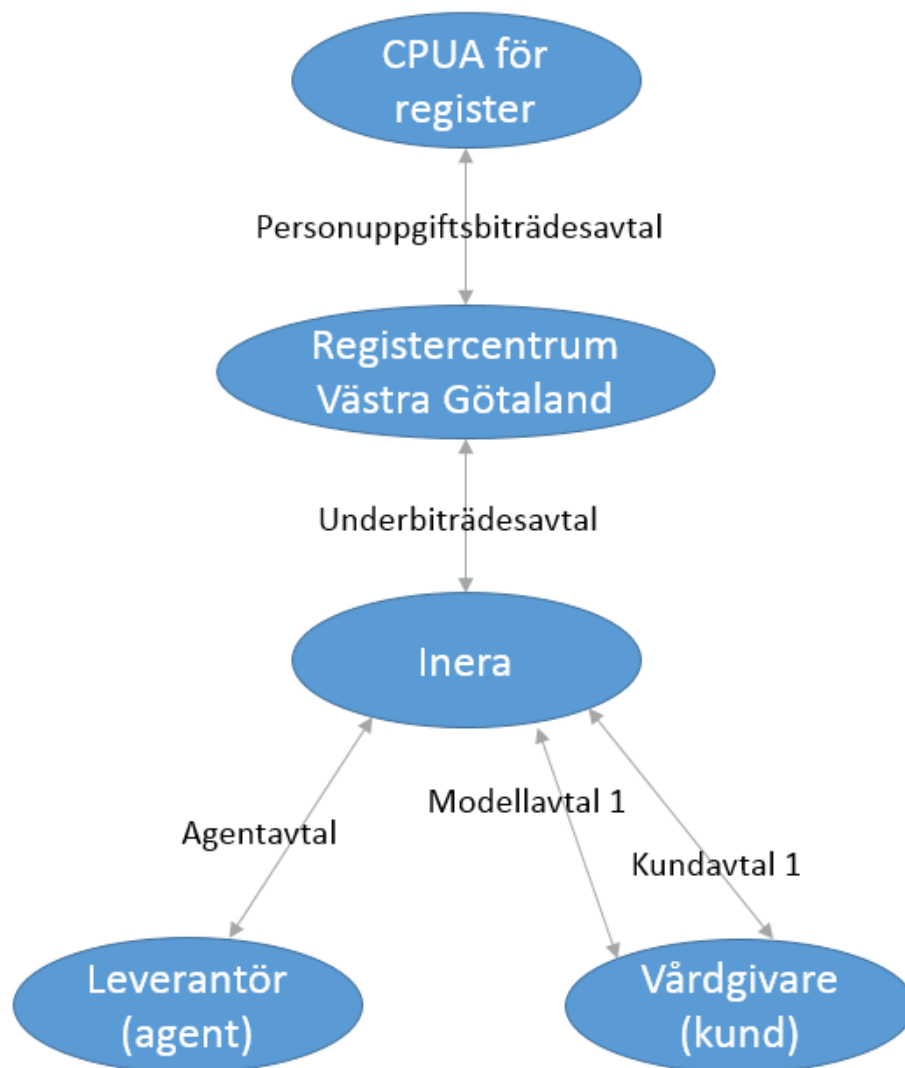 CPUA för
register
Personuppgiftsbiträdesavtal
Registercentrum
Västra Götaland
Underbiträdesavtal
Inera
Modellavtal 1
Agentavtal
Kundavtal 1
Leverantör
(agent)
Vårdgivare
(kund)